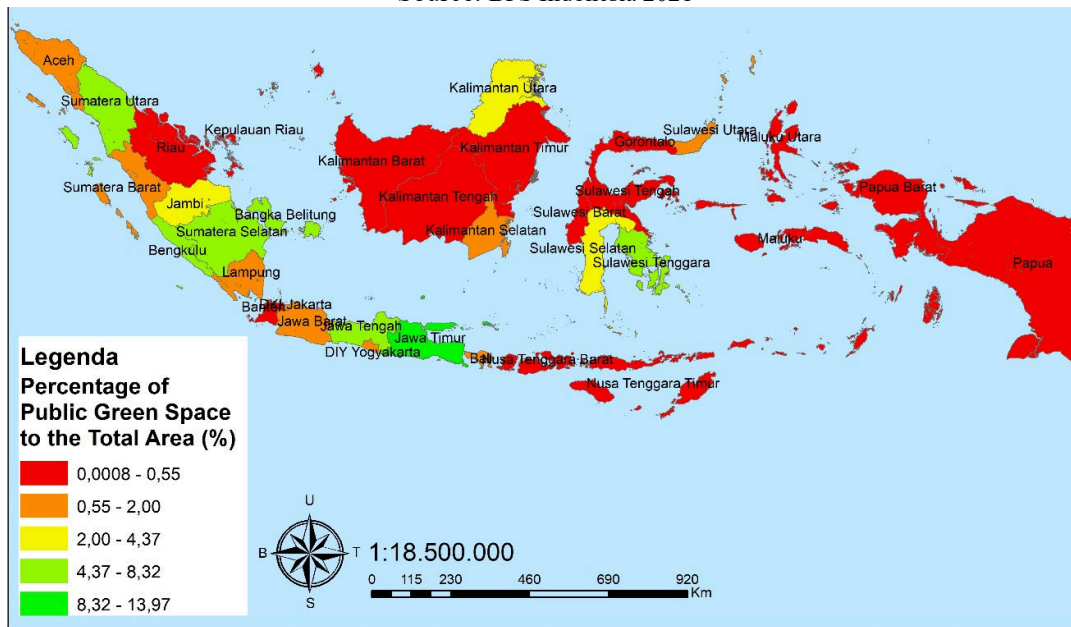 Aceh
Sumatera Utara
Riau
Kepulauan Riau
Sumatera Barat
Jambi
Bangka Belitung
Sumatera Selatan
Bengkulu
Lampung
DKI Jakarta
Banten
Jawa Barat
Jawa Tengah
Jawa Timur
DIY Yogyakarta
Bali
Nusa Tenggara Barat
Nusa Tenggara Timur
Kalimantan Utara
Kalimantan Barat
Kalimantan Timur
Kalimantan Tengah
Kalimantan Selatan
Gorontalo
Sulawesi Utara
Sulawesi Tengah
Sulawesi Barat
Sulawesi Selatan
Sulawesi Tenggara
Maluku Utara
Maluku
Papua Barat
Papua
Legenda
Percentage of
Public Green Space
to the Total Area (%)
0,0008 - 0,55
0,55 - 2,00
2,00 - 4,37
4,37 - 8,32
8,32 - 13,97
U
B
T
S
1:18.500.000
0 115 230 460 690 920
Km